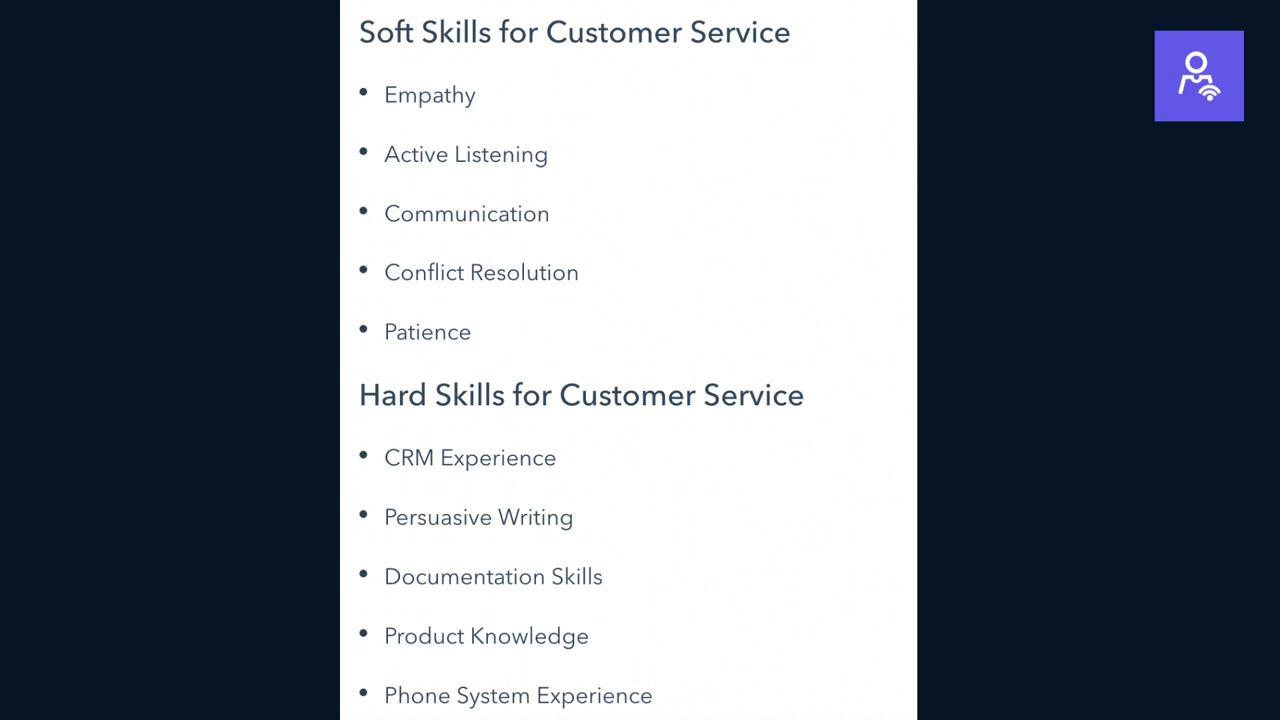 Soft Skills for Customer Service
• Empathy
• Active Listening
• Communication
• Conflict Resolution
• Patience
Hard Skills for Customer Service
• CRM Experience
• Persuasive Writing
• Documentation Skills
• Product Knowledge
• Phone System Experience